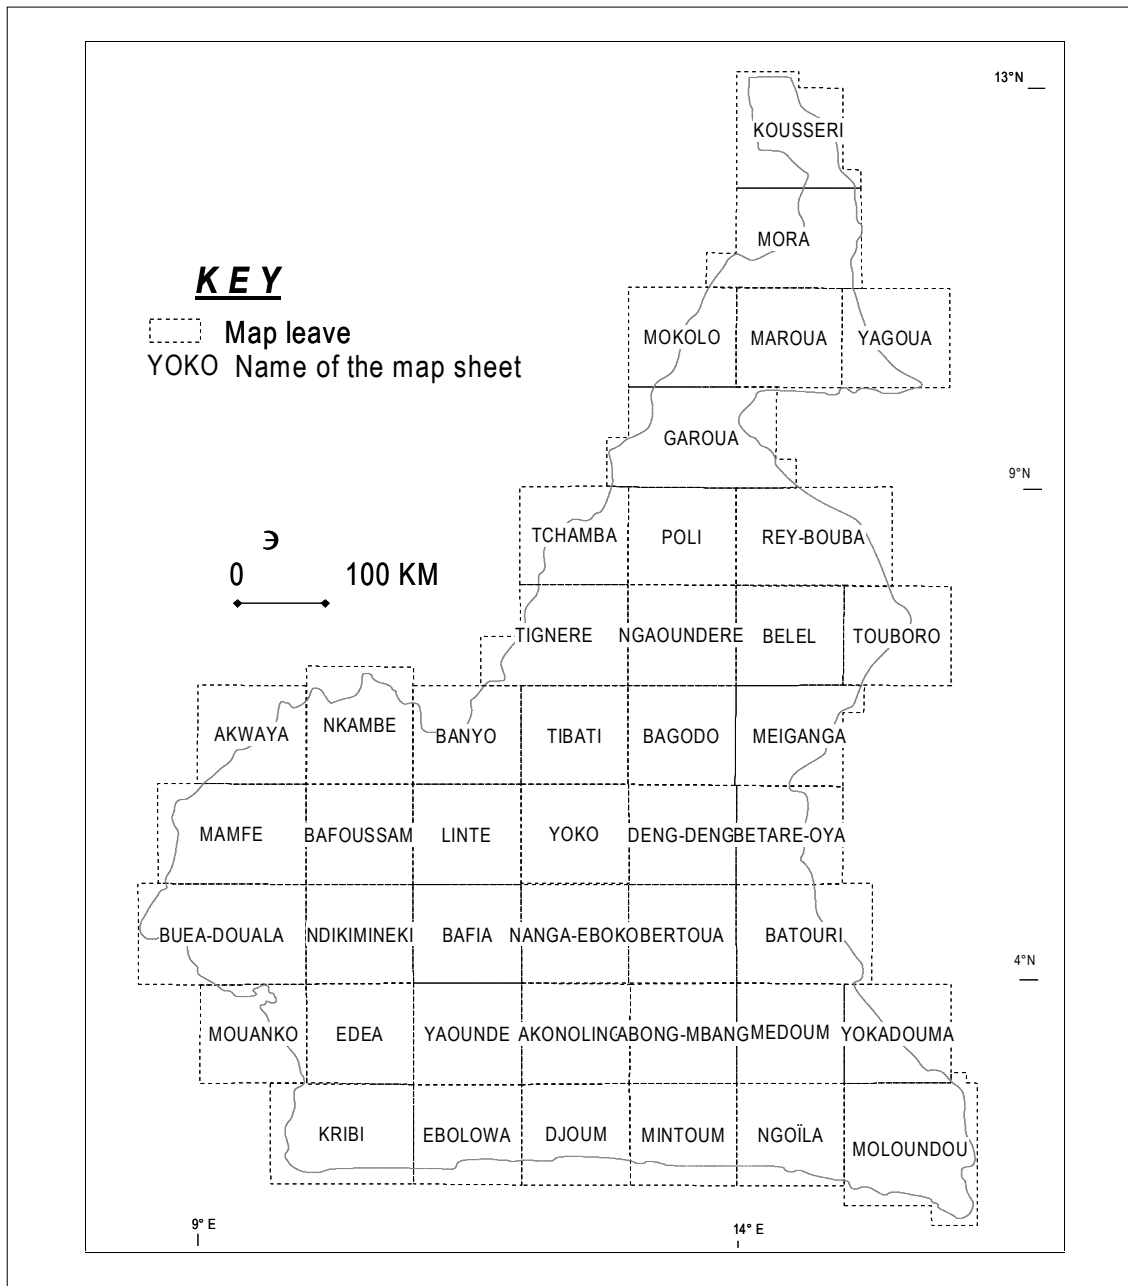 13°N
KOUSSERI
MORA
KEY
Map leave
YOKO Name of the map sheet
MOKOLO MAROUA YAGOUA
GAROUA
9°N
TCHAMBA POLI REY-BOUBA
0 100 KM
TIGNERE NGAOUNDERE BELEL TOUBORO
AKWAYA NKAMBE BANYO TIBATI BAGODO MEIGANGA
MAMFE BAFOUSSAM LINTE YOKO DENG-DENG BETARE-OYA
BUEA-DOUALA NDIKIMINEKI BAFIA NANGA-EBOKO BERTOUA BATOURI
4°N
MOUANKO EDEA YAOUNDE AKONOLING ABONG-MBANG MEDOUM YOKADOUMA
KRIBI EBOLOWA DJOUM MINTOUM NGOÏLA MOLOUNDOU
9° E 14° E